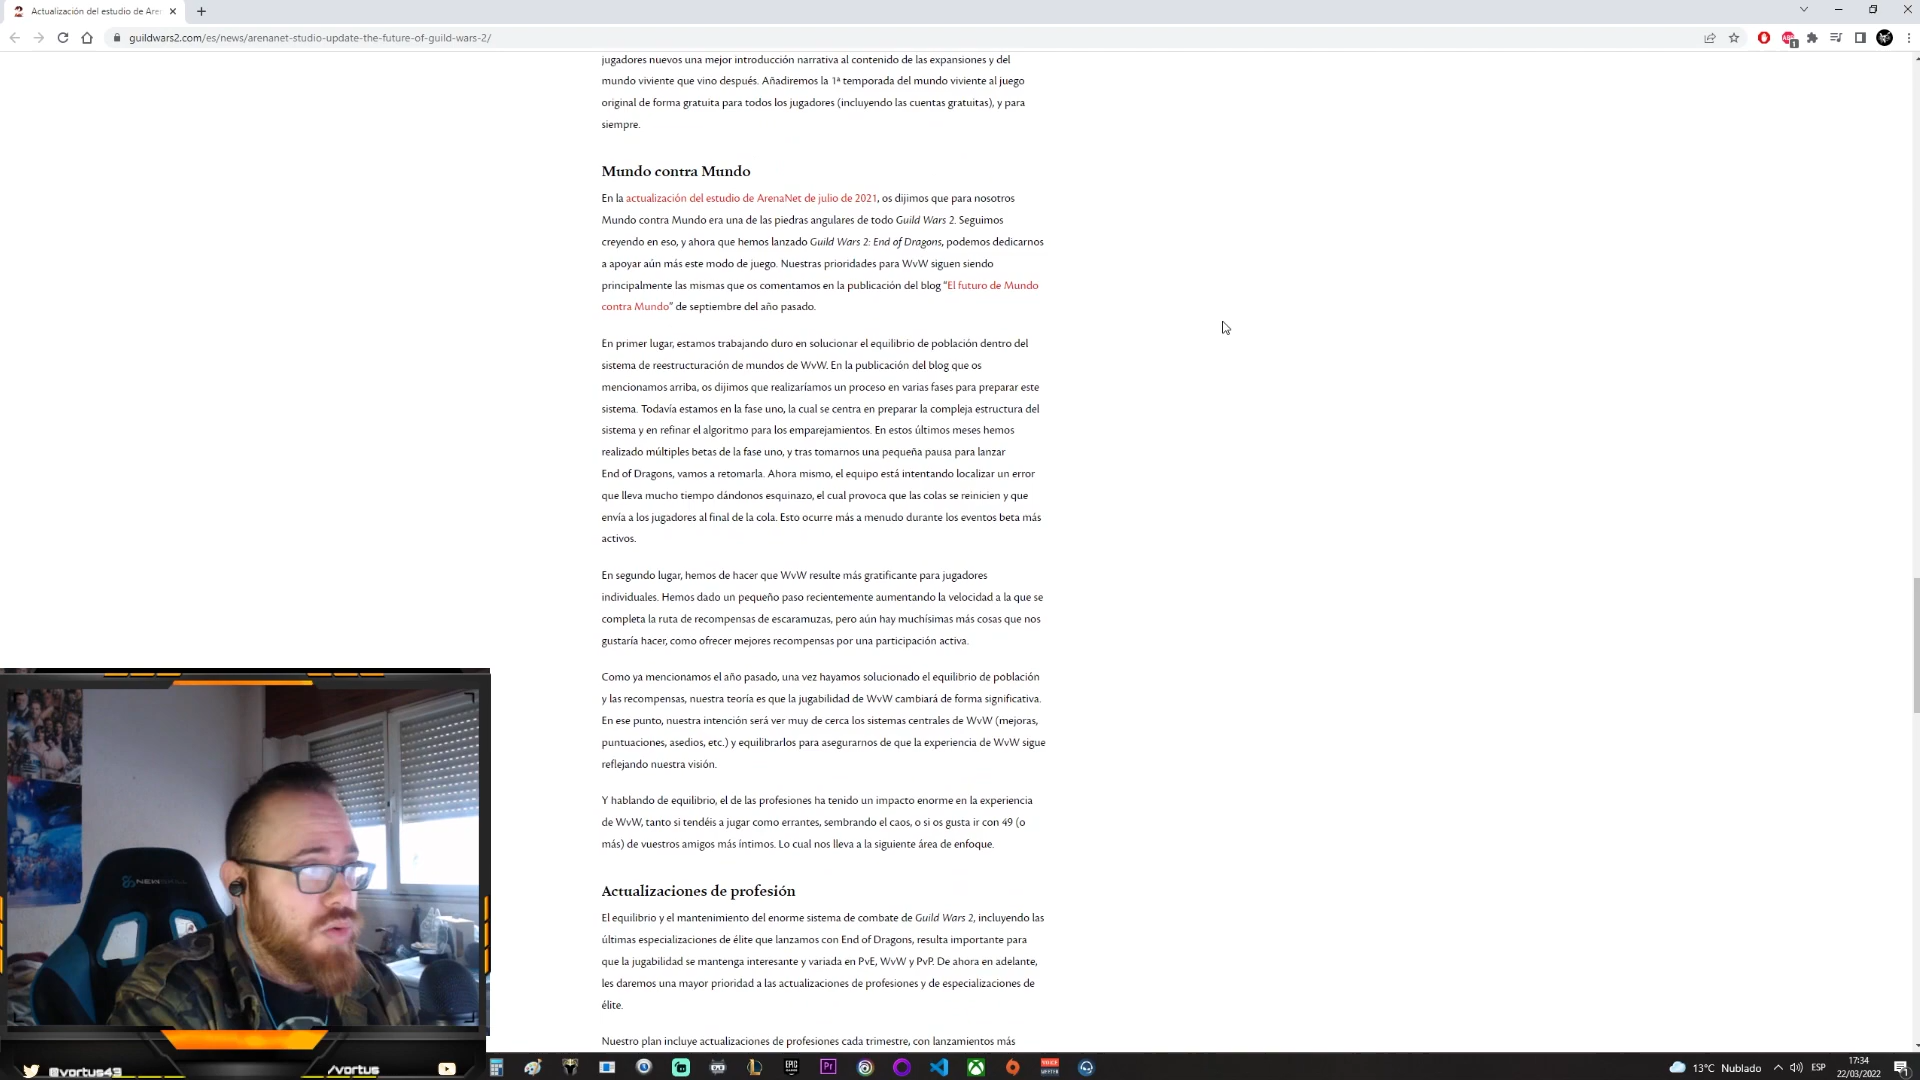 Actualización del estudio de Aren
guildwars2.com/es/news/arenanet-studio-update-the-future-of-guild-wars-2/
jugadores nuevos una mejor introducción narrativa al contenido de las expansiones y del
mundo viviente que vino después. Añadiremos la 1ª temporada del mundo viviente al juego
original de forma gratuita para todos los jugadores (incluyendo las cuentas gratuitas), y para
siempre.
Mundo contra Mundo
En la actualización del estudio de ArenaNet de julio de 2021, os dijimos que para nosotros
Mundo contra Mundo era una de las piedras angulares de todo Guild Wars 2. Seguimos
creyendo en eso, y ahora que hemos lanzado Guild Wars 2: End of Dragons, podemos dedicarnos
a apoyar aún más este modo de juego. Nuestras prioridades para WvW siguen siendo
principalmente las mismas que os comentamos en la publicación del blog “El futuro de Mundo
contra Mundo” de septiembre del año pasado.
En primer lugar, estamos trabajando duro en solucionar el equilibrio de población dentro del
sistema de reestructuración de mundos de WvW. En la publicación del blog que os
mencionamos arriba, os dijimos que realizaríamos un proceso en varias fases para preparar este
sistema. Todavía estamos en la fase uno, la cual se centra en preparar la compleja estructura del
sistema y en refinar el algoritmo para los emparejamientos. En estos últimos meses hemos
realizado múltiples betas de la fase uno, y tras tomarnos una pequeña pausa para lanzar
End of Dragons, vamos a retomarla. Ahora mismo, el equipo está intentando localizar un error
que lleva mucho tiempo dándonos esquinazo, el cual provoca que las colas se reinicien y que
envía a los jugadores al final de la cola. Esto ocurre más a menudo durante los eventos beta más
activos.
En segundo lugar, hemos de hacer que WvW resulte más gratificante para jugadores
individuales. Hemos dado un pequeño paso recientemente aumentando la velocidad a la que se
completa la ruta de recompensas de escaramuzas, pero aún hay muchísimas más cosas que nos
gustaría hacer, como ofrecer mejores recompensas por una participación activa.
Como ya mencionamos el año pasado, una vez hayamos solucionado el equilibrio de población
y las recompensas, nuestra teoría es que la jugabilidad de WvW cambiará de forma significativa.
En ese punto, nuestra intención será ver muy de cerca los sistemas centrales de WvW (mejoras,
puntuaciones, asedios, etc.) y equilibrarlos para asegurarnos de que la experiencia de WvW sigue
reflejando nuestra visión.
Y hablando de equilibrio, el de las profesiones ha tenido un impacto enorme en la experiencia
de WvW, tanto si tendéis a jugar como errantes, sembrando el caos, o si os gusta ir con 49 (o
más) de vuestros amigos más íntimos. Lo cual nos lleva a la siguiente área de enfoque.
Actualizaciones de profesión
El equilibrio y el mantenimiento del enorme sistema de combate de Guild Wars 2, incluyendo las
últimas especializaciones de élite que lanzamos con End of Dragons, resulta importante para
que la jugabilidad se mantenga interesante y variada en PvE, WvW y PvP. De ahora en adelante,
les daremos una mayor prioridad a las actualizaciones de profesiones y de especializaciones de
élite.
Nuestro plan incluye actualizaciones de profesiones cada trimestre, con lanzamientos más
@vortus43
/vortus
EPIC
Pr
13°C Nublado
ESP
17:34
22/03/2022